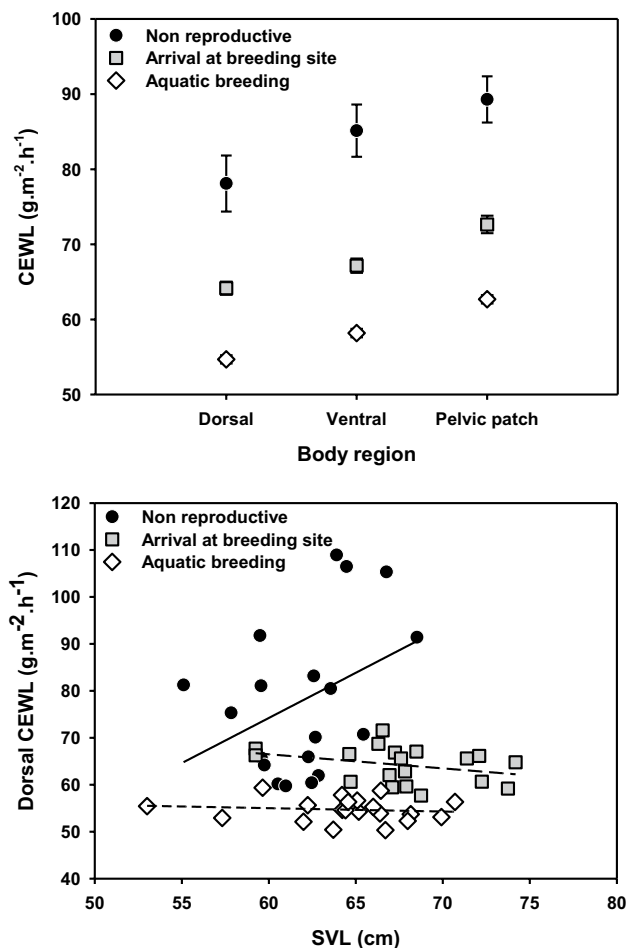 100
90
80
70
60
50
CEWL (g.m-2.h-1)
Non reproductive
Arrival at breeding site
Aquatic breeding
Dorsal Ventral Pelvic patch
Body region
120
110
100
90
80
70
60
50
40
Dorsal CEWL (g.m-2.h-1)
Non reproductive
Arrival at breeding site
Aquatic breeding
50 60 65 70 75 80
SVL (cm)